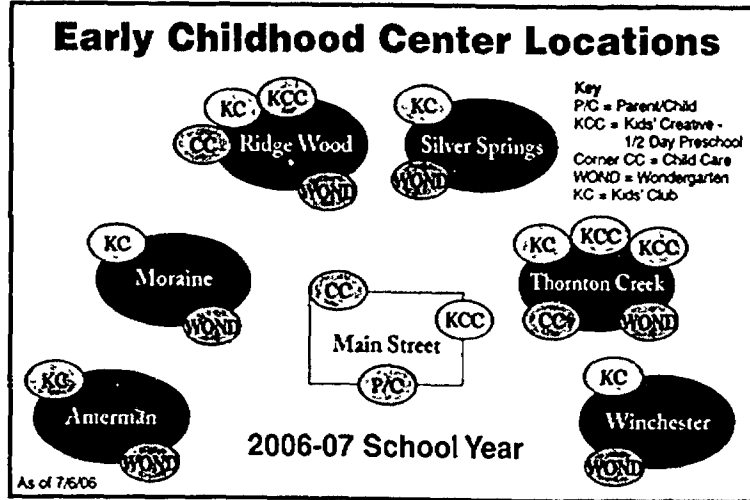 Early Childhood Center Locations
Key
P/C = Parent/Child
KCC = Kids' Creative -
1/2 Day Preschool
Corner CC = Child Care
WOND = Wondergarten
KC = Kids' Club
KC
KCC
CC
Ridge Wood
WOND
KC
Silver Springs
WOND
KC
Moraine
WOND
CC
KCC
Main Street
P/C
KC
KCC
KCC
Thornton Creek
CC
WOND
KC
Amerman
WOND
KC
Winchester
WOND
2006-07 School Year
As of 7/6/06